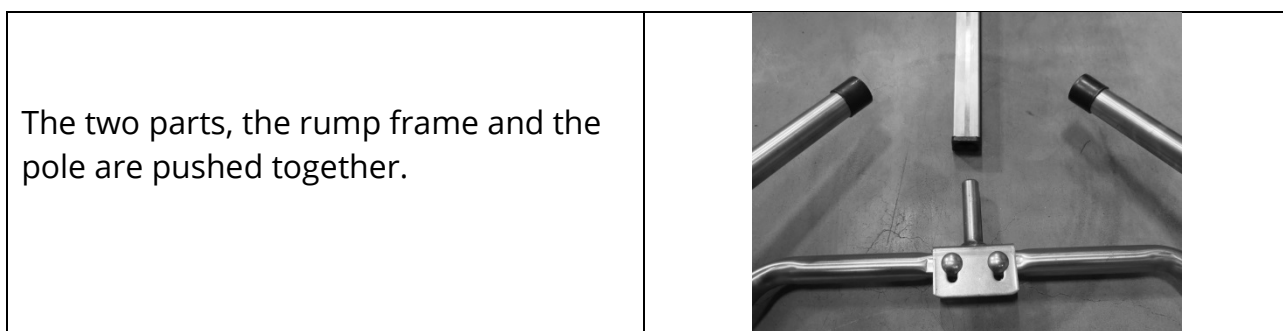 The two parts, the rump frame and the
pole are pushed together.